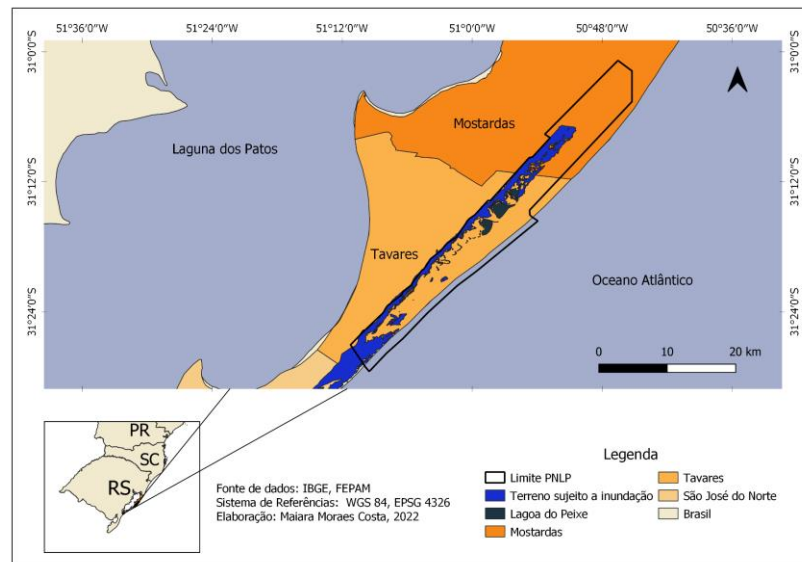 51°36'0"O 51°24'0"O 51°12'0"O 51°00'0"O 50°48'0"O 50°36'0"O
31°0'0"S
31°12'0"S
31°24'0"S
31°0'0"S
31°12'0"S
31°24'0"S
Mostardas
Laguna dos Patos
Tavares
Oceano Atlântico
0 10 20 km
PR
SC
RS
Fonte de dados: IBGE, FEPAM
Sistema de Referências: WGS 84, EPSG 4326
Elaboração: Maiara Moraes Costa, 2022
Legenda
Limite PNLP
Terreno sujeito a inundação
Lagoa do Peixe
Mostardas
Tavares
São José do Norte
Brasil